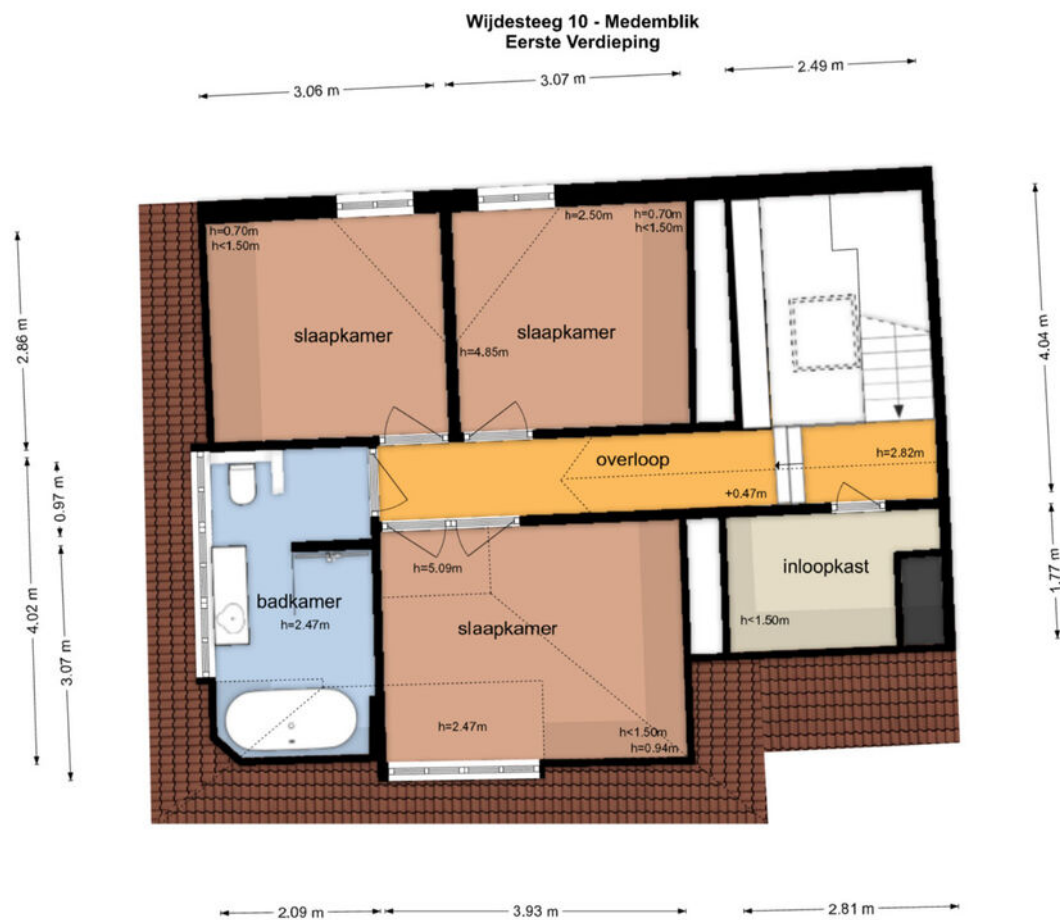 Wijdesteeg 10 - Medemblik
Eerste Verdieping
3.06 m
3.07 m
2.49 m
h=0.70m
h<1.50m
h=2.50m
h=0.70m
h<1.50m
slaapkamer
slaapkamer
h=4.85m
2.86 m
4.04 m
overloop
h=2.82m
+0.47m
0.97 m
4.02 m
3.07 m
badkamer
h=2.47m
h=5.09m
slaapkamer
inloopkast
h<1.50m
1.77 m
h=2.47m
h<1.50m
h=0.94m
2.09 m
3.93 m
2.81 m